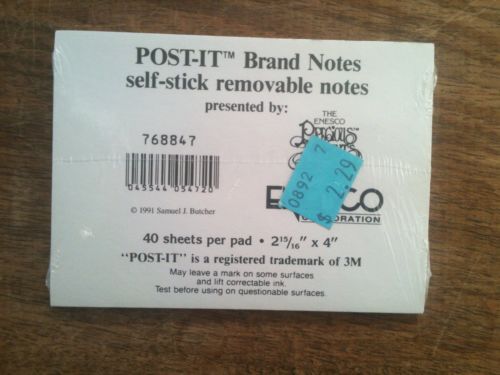 POST-IT™ Brand Notes
self-stick removable notes
presented by:
THE
ENESCO
Precious
768847
045544 054720
0892 7
$ 2.29
CORPORATION
© 1991 Samuel J. Butcher
40 sheets per pad • 2 15/16" x 4"
"POST-IT" is a registered trademark of 3M
May leave a mark on some surfaces
and lift correctable ink.
Test before using on questionable surfaces.